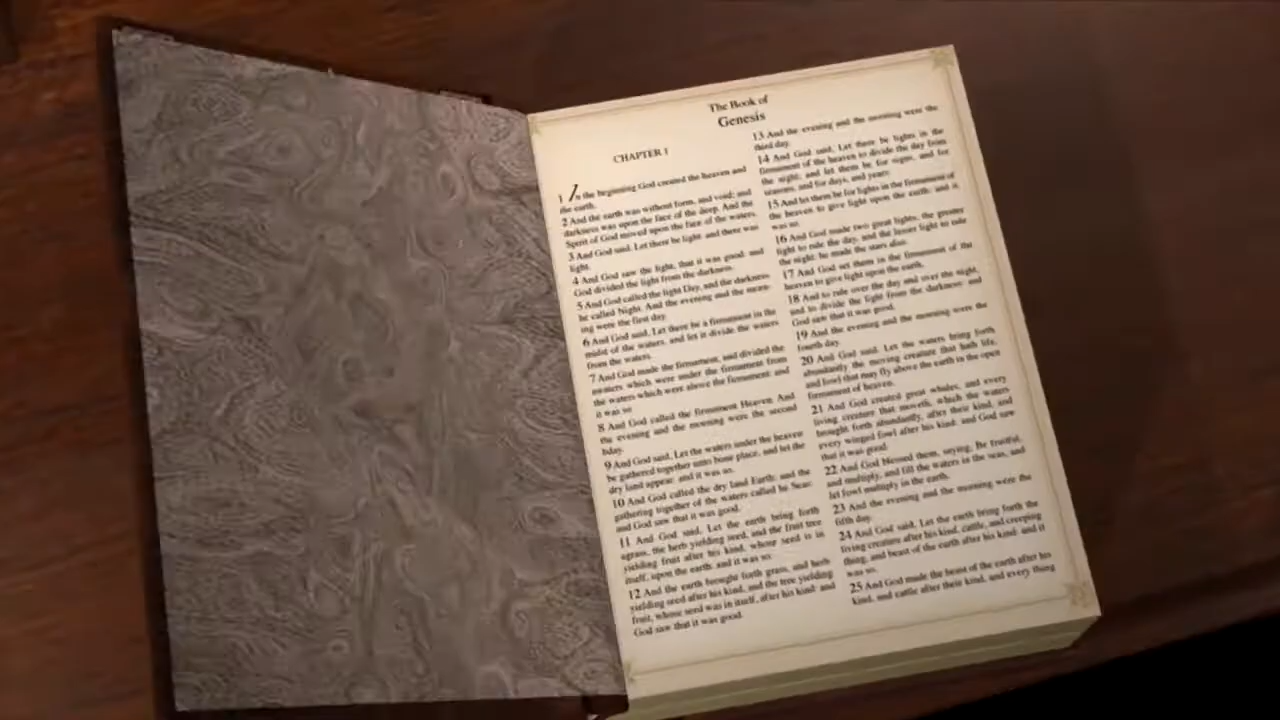 The Book of
Genesis
CHAPTER 1
1 In the beginning God created the heaven and
the earth.
2 And the earth was without form, and void; and
darkness was upon the face of the deep. And the
Spirit of God moved upon the face of the waters.
3 And God said, Let there be light: and there was
light.
4 And God saw the light, that it was good: and
God divided the light from the darkness.
5 And God called the light Day, and the darkness
he called Night. And the evening and the morn-
ing were the first day.
6 And God said, Let there be a firmament in the
midst of the waters, and let it divide the waters
from the waters.
7 And God made the firmament, and divided the
waters which were under the firmament from
the waters which were above the firmament: and
it was so.
8 And God called the firmament Heaven. And
the evening and the morning were the second
hday.
9 And God said, Let the waters under the heaven
be gathered together unto bone place, and let the
dry land appear: and it was so.
10 And God called the dry land Earth; and the
gathering together of the waters called he Seas:
and God saw that it was good.
11 And God said, Let the earth bring forth
ngrass, the herb yielding seed, and the fruit tree
yielding fruit after his kind, whose seed is in
itself, upon the earth: and it was so.
12 And the earth brought forth grass, and herb
yielding seed after his kind, and the tree yielding
fruit, whose seed was in itself, after his kind: and
God saw that it was good.
13 And the evening and the morning were the
third day.
14 And God said, Let there be lights in the
firmament of the heaven to divide the day from
the night; and let them be for signs, and for
seasons, and for days, and years:
15 And let them be for lights in the firmament of
the heaven to give light upon the earth: and it
was so.
16 And God made two great lights; the greater
light to rule the day, and the lesser light to rule
the night: he made the stars also.
17 And God set them in the firmament of the
heaven to give light upon the earth,
18 And to rule over the day and over the night,
and to divide the light from the darkness: and
God saw that it was good.
19 And the evening and the morning were the
fourth day.
20 And God said, Let the waters bring forth
abundantly the moving creature that hath life,
and fowl that may fly above the earth in the open
firmament of heaven.
21 And God created great whales, and every
living creature that moveth, which the waters
brought forth abundantly, after their kind, and
every winged fowl after his kind: and God saw
that it was good.
22 And God blessed them, saying, Be fruitful,
and multiply, and fill the waters in the seas, and
let fowl multiply in the earth.
23 And the evening and the morning were the
fifth day.
24 And God said, Let the earth bring forth the
living creature after his kind, cattle, and creeping
thing, and beast of the earth after his kind: and it
was so.
25 And God made the beast of the earth after his
kind, and cattle after their kind, and every thing